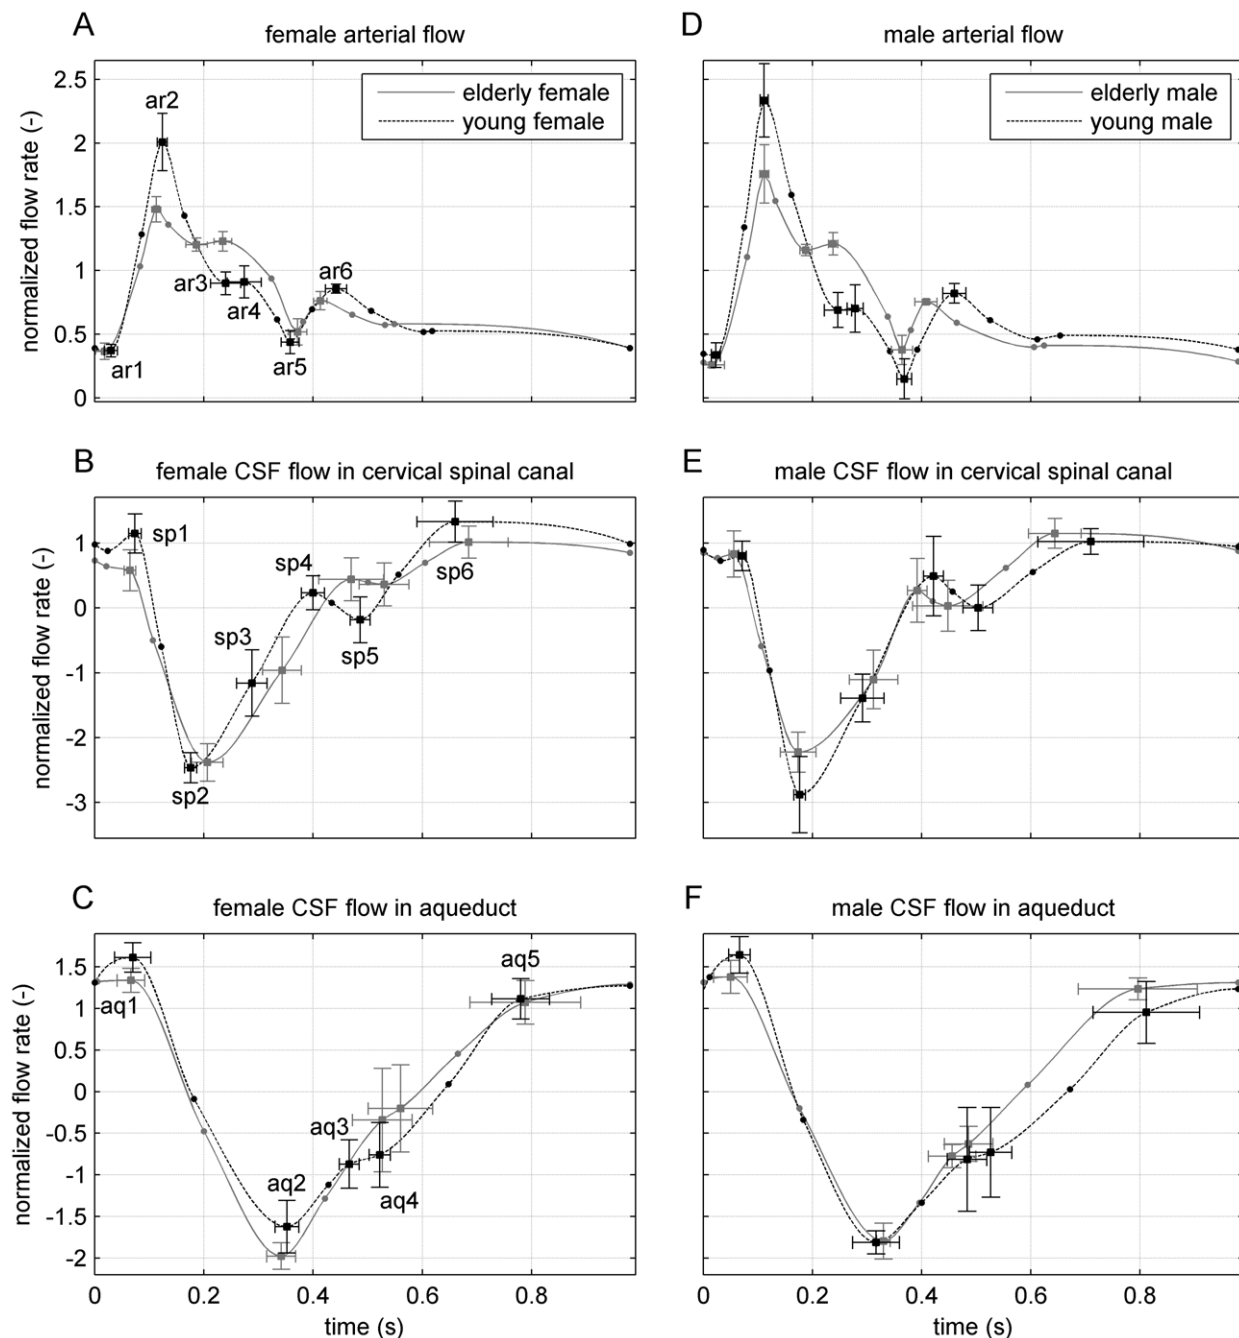 A
female arterial flow
normalized flow rate (-)
2.5
2
1.5
1
0.5
0
elderly female
young female
ar1
ar2
ar3
ar4
ar5
ar6
D
male arterial flow
elderly male
young male
B
female CSF flow in cervical spinal canal
normalized flow rate (-)
1
0
-1
-2
-3
sp1
sp2
sp3
sp4
sp5
sp6
E
male CSF flow in cervical spinal canal
C
female CSF flow in aqueduct
normalized flow rate (-)
1.5
1
0.5
0
-0.5
-1
-1.5
-2
aq1
aq2
aq3
aq4
aq5
0 0.2 0.4 0.6 0.8
time (s)
F
male CSF flow in aqueduct
0 0.2 0.4 0.6 0.8
time (s)